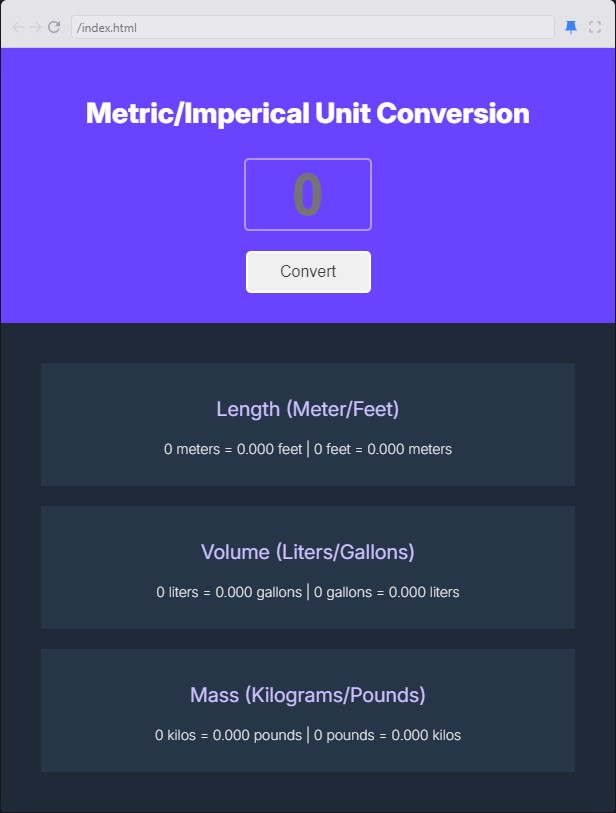 /index.html
Metric/Imperical Unit Conversion
0
Convert
Length (Meter/Feet)
0 meters = 0.000 feet | 0 feet = 0.000 meters
Volume (Liters/Gallons)
0 liters = 0.000 gallons | 0 gallons = 0.000 liters
Mass (Kilograms/Pounds)
0 kilos = 0.000 pounds | 0 pounds = 0.000 kilos